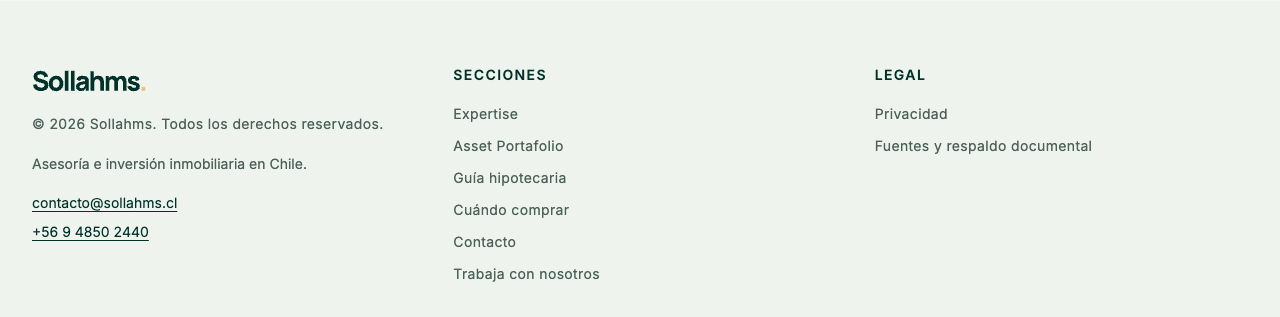 Sollahms.
© 2026 Sollahms. Todos los derechos reservados.
Asesoría e inversión inmobiliaria en Chile.
contacto@sollahms.cl
+56 9 4850 2440
SECCIONES
Expertise
Asset Portafolio
Guía hipotecaria
Cuándo comprar
Contacto
Trabaja con nosotros
LEGAL
Privacidad
Fuentes y respaldo documental